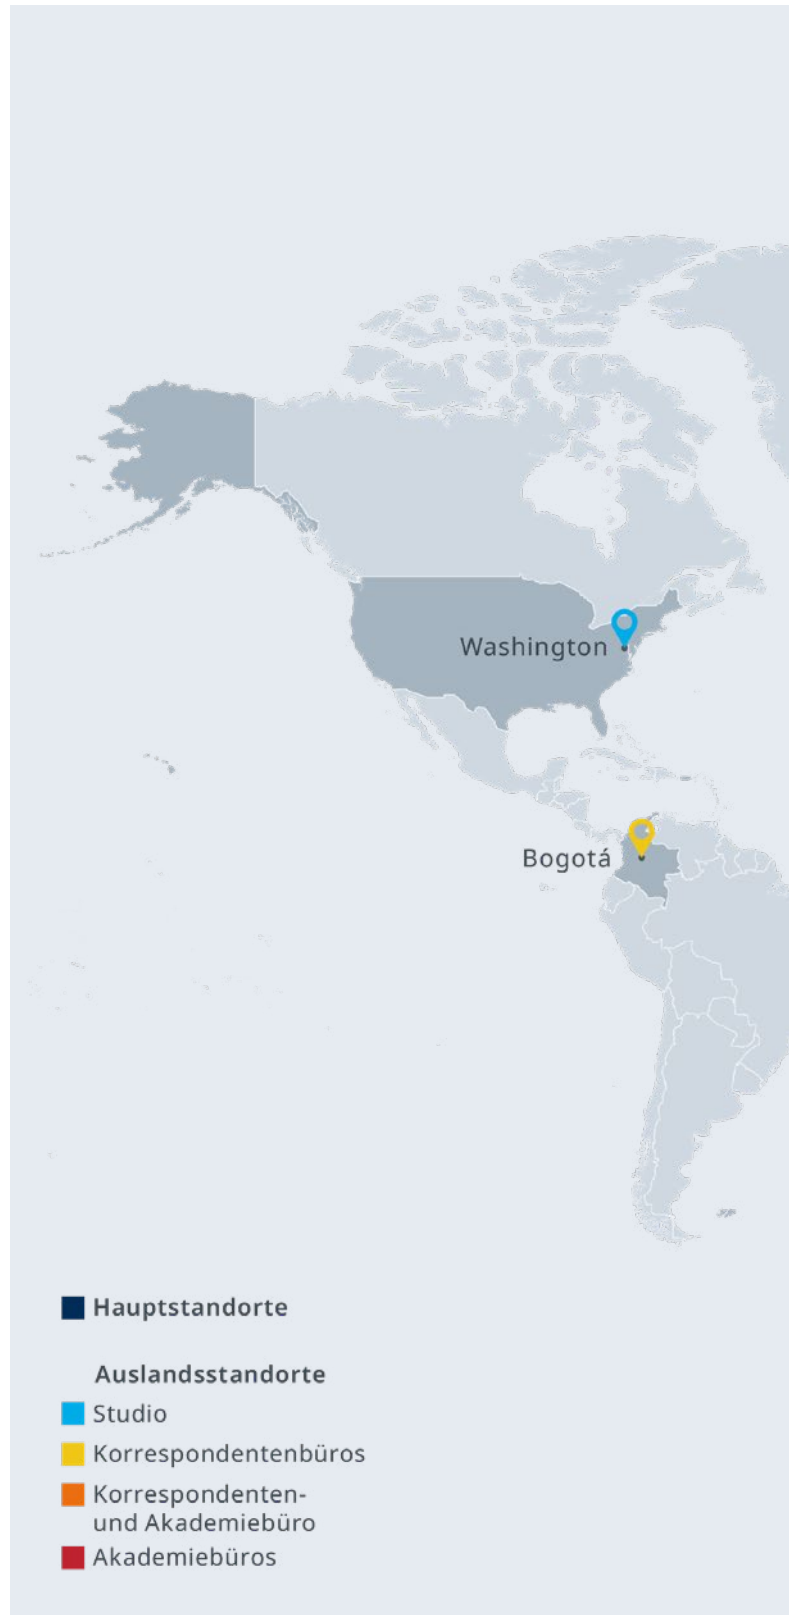 Washington
Bogotá
Hauptstandorte
Auslandsstandorte
Studio
Korrespondentenbüros
Korrespondenten-
und Akademiebüro
Akademiebüros